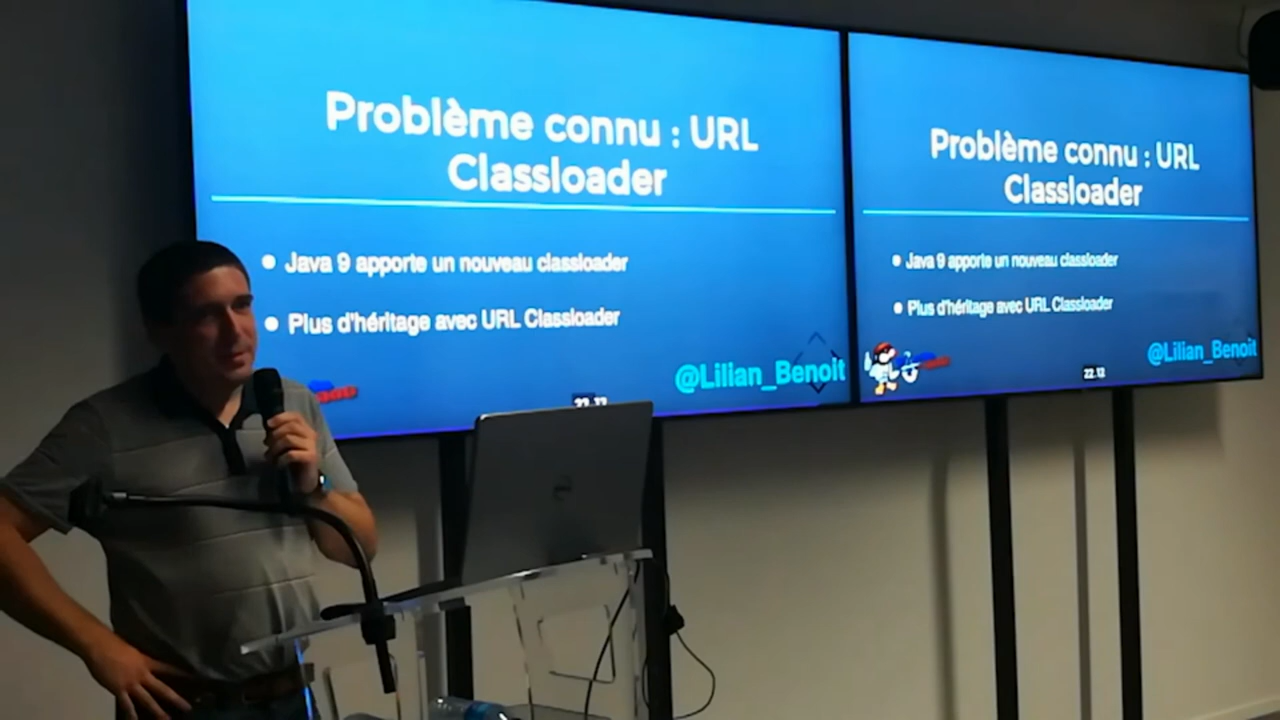 Problème connu : URL
Classloader
Java 9 apporte un nouveau classloader
Plus d'héritage avec URL Classloader
@Lilian_Benoit
Problème connu : URL
Classloader
Java 9 apporte un nouveau classloader
Plus d'héritage avec URL Classloader
@Lilian_Benoit
22.12